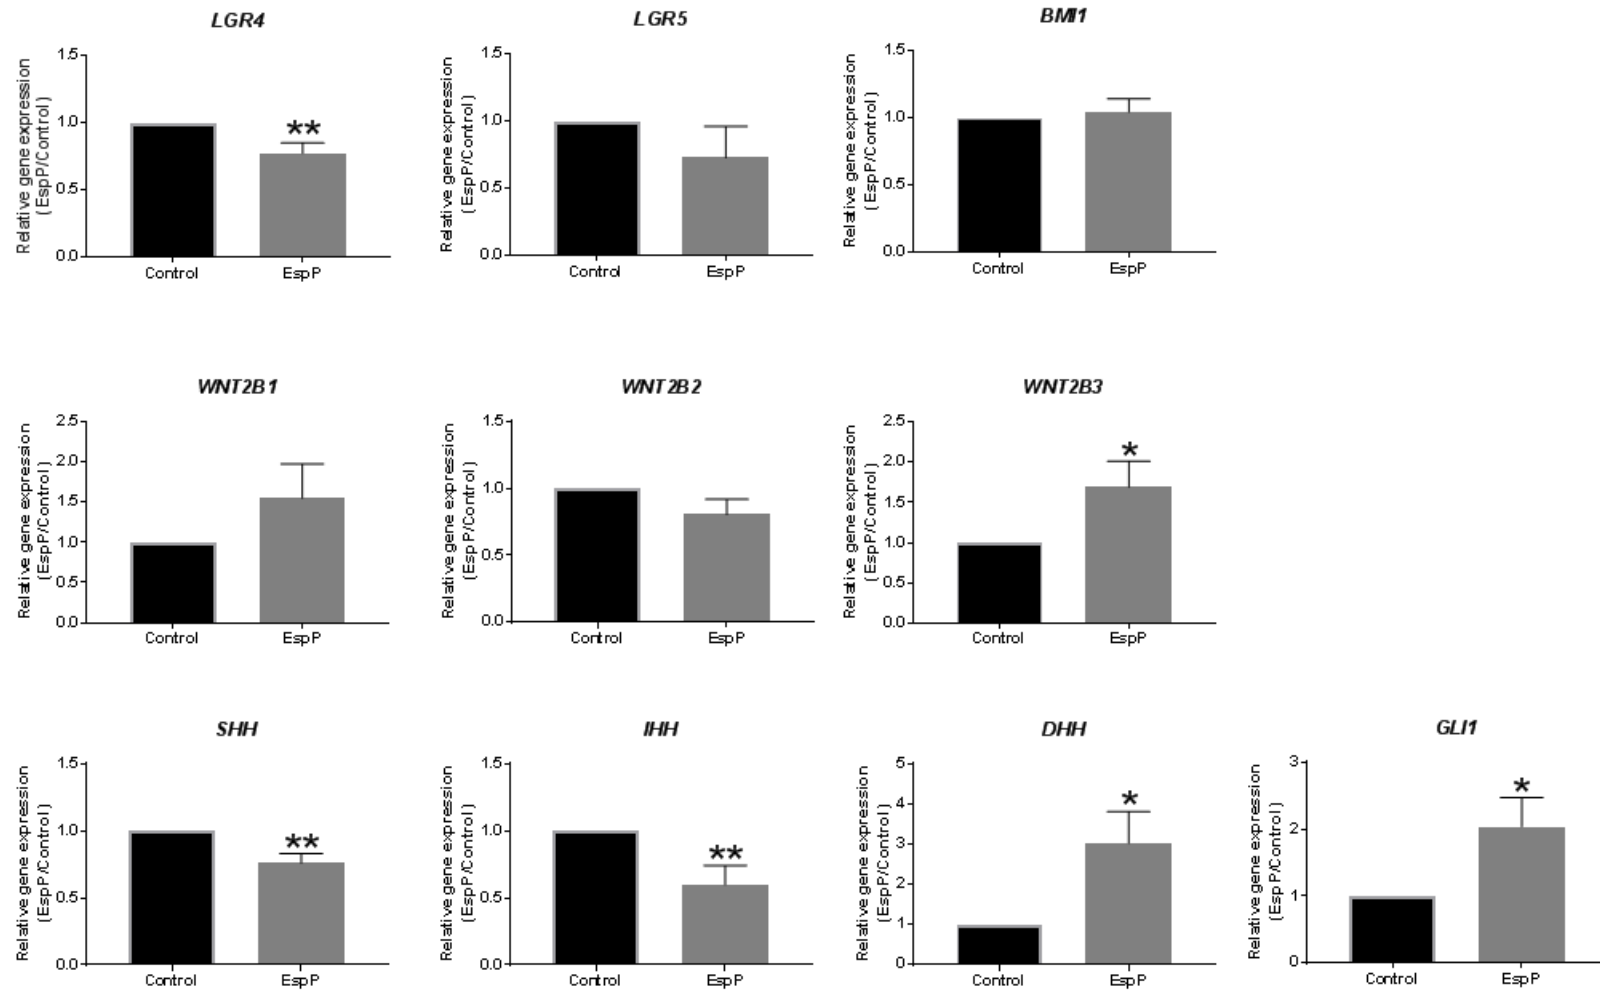 LGR4
Relative gene expression
(EspP/Control)
1.5
1.0
0.5
0.0
**
Control
EspP
LGR5
Relative gene expression
(EspP/Control)
1.5
1.0
0.5
0.0
Control
EspP
BMI1
Relative gene expression
(EspP/Control)
1.5
1.0
0.5
0.0
Control
EspP
WNT2B1
Relative gene expression
(EspP/Control)
2.5
2.0
1.5
1.0
0.5
0.0
Control
EspP
WNT2B2
Relative gene expression
(EspP/Control)
1.5
1.0
0.5
0.0
Control
EspP
WNT2B3
Relative gene expression
(EspP/Control)
2.5
2.0
1.5
1.0
0.5
0.0
*
Control
EspP
SHH
Relative gene expression
(EspP/Control)
1.5
1.0
0.5
0.0
**
Control
EspP
IHH
Relative gene expression
(EspP/Control)
1.5
1.0
0.5
0.0
**
Control
EspP
DHH
Relative gene expression
(EspP/Control)
5
4
3
2
1
0
*
Control
EspP
GLI1
Relative gene expression
(EspP/Control)
3
2
1
0
*
Control
EspP